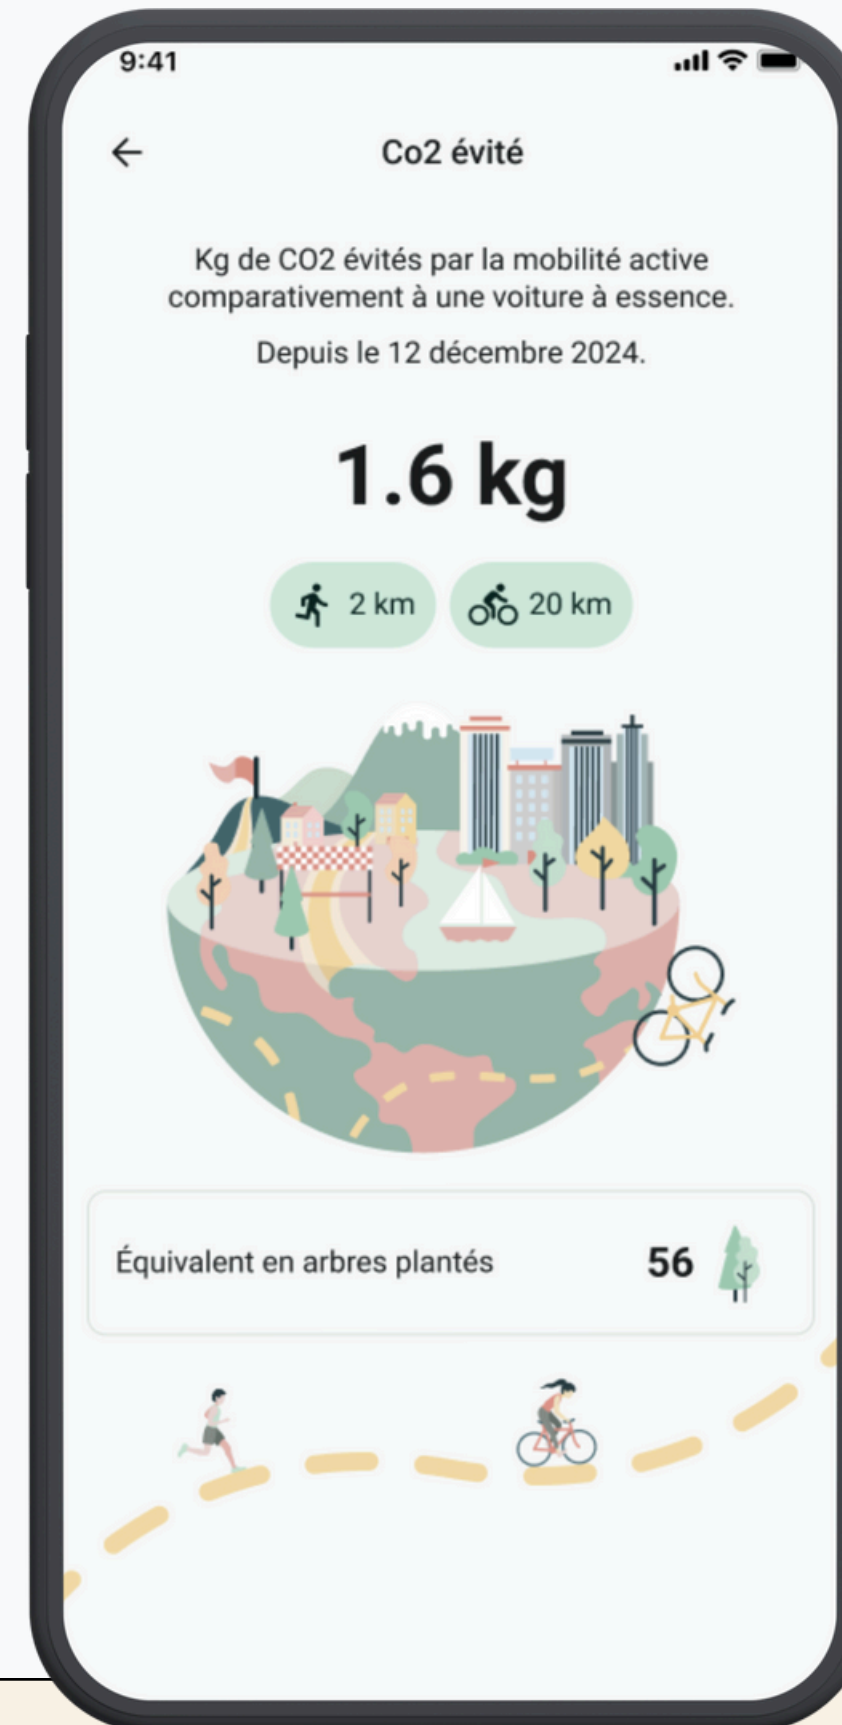 9:41
Co2 évité
Kg de CO2 évités par la mobilité active
comparativement à une voiture à essence.
Depuis le 12 décembre 2024.
1.6 kg
2 km
20 km
Équivalent en arbres plantés
56